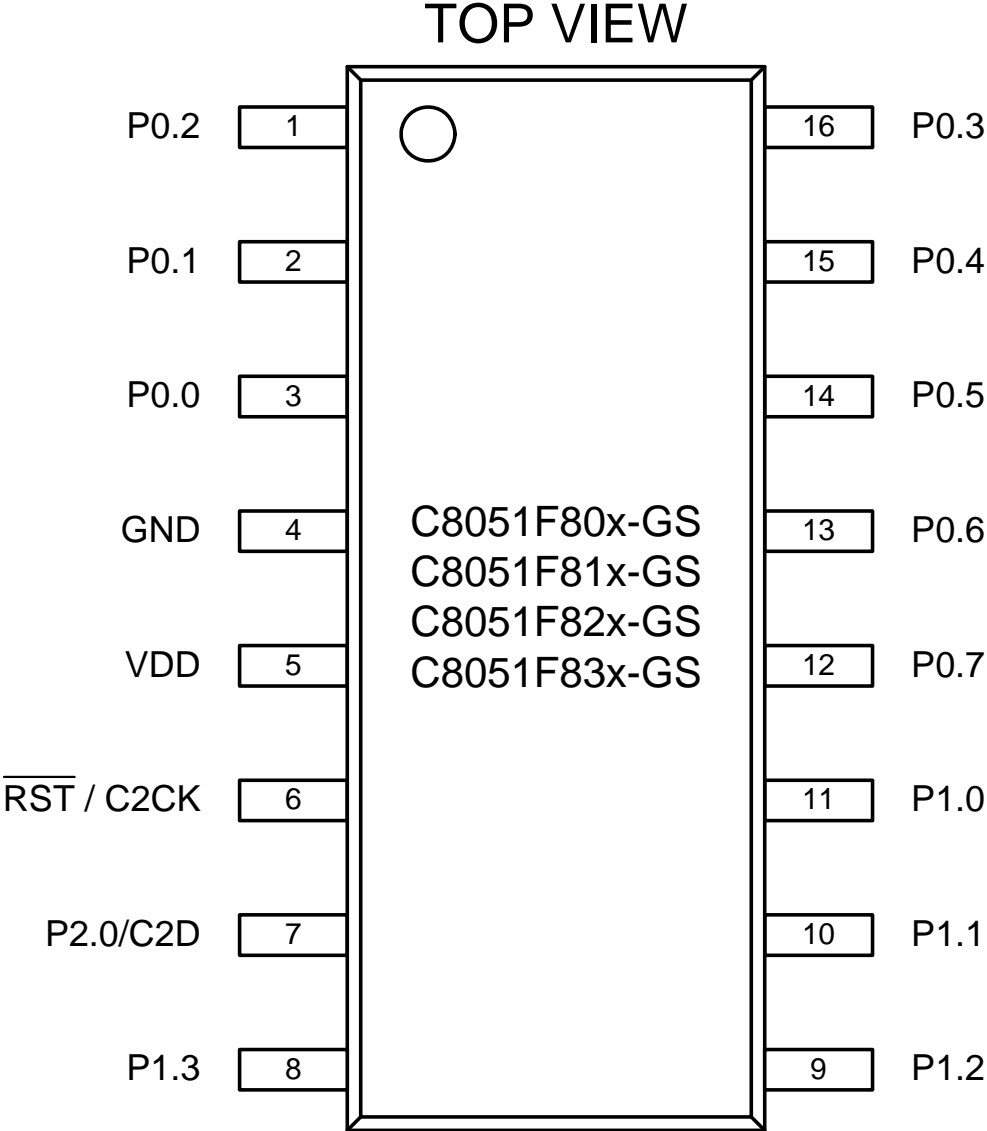 TOP VIEW
P0.2 1 16 P0.3
P0.1 2 15 P0.4
P0.0 3 14 P0.5
GND 4 13 P0.6
C8051F80x-GS
C8051F81x-GS
C8051F82x-GS
C8051F83x-GS
VDD 5 12 P0.7
R̅S̅T̅ / C2CK 6 11 P1.0
P2.0/C2D 7 10 P1.1
P1.3 8 9 P1.2